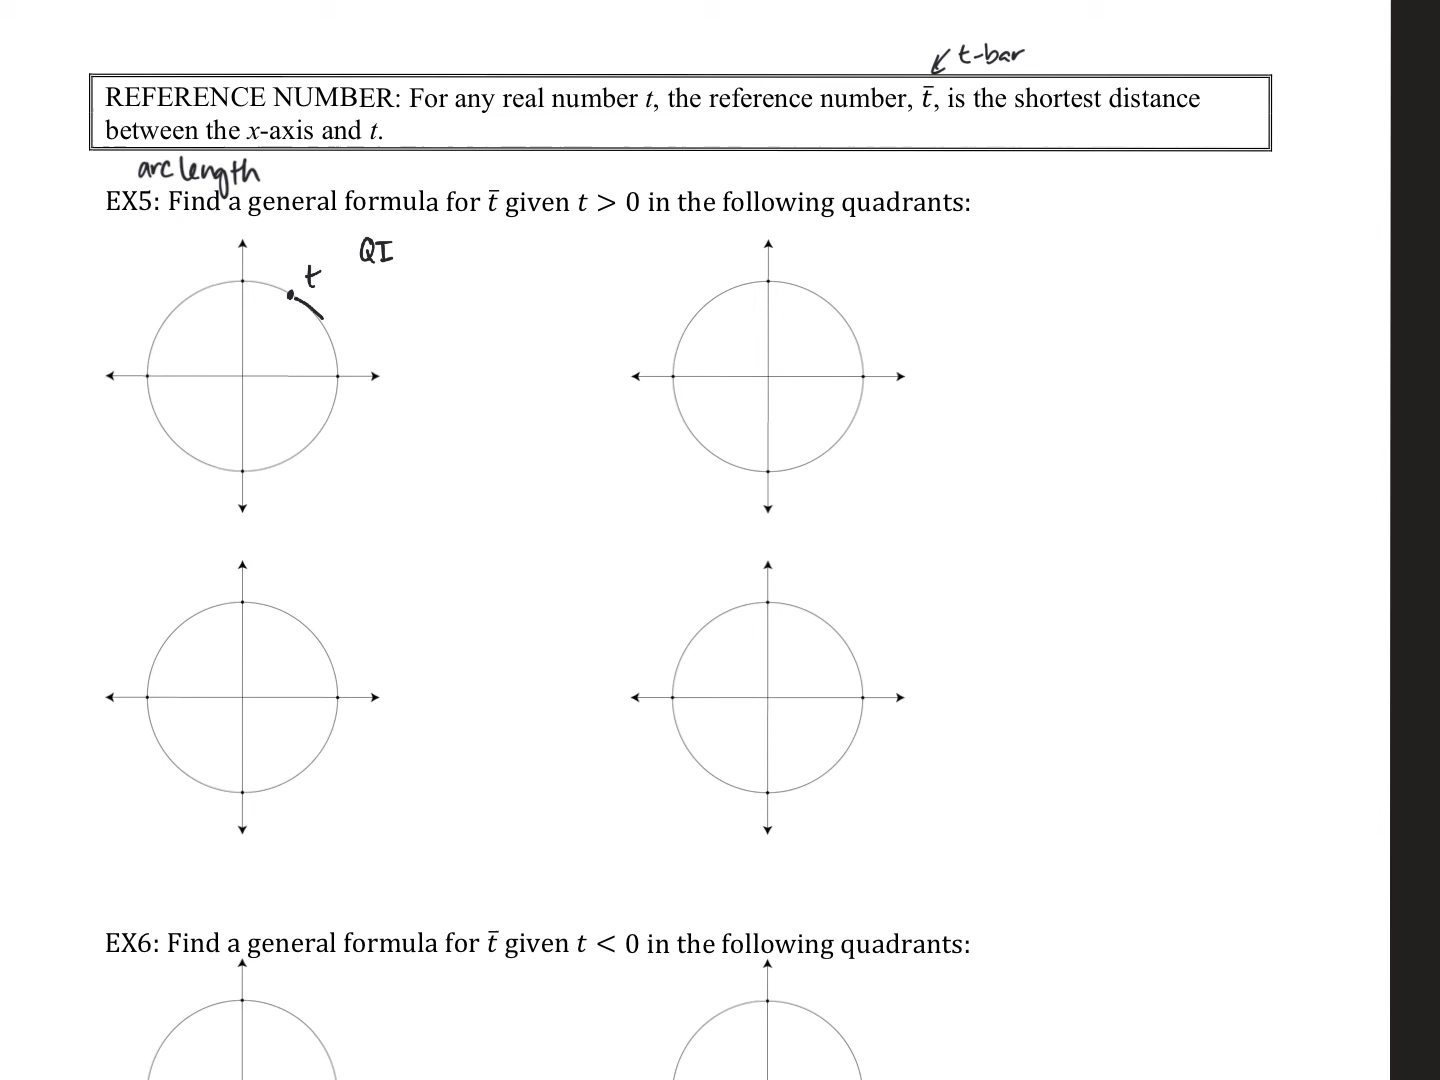 t-bar
REFERENCE NUMBER: For any real number t, the reference number, t̄, is the shortest distance
between the x-axis and t.
arc length
EX5: Find a general formula for t̄ given t > 0 in the following quadrants:
QI
t
EX6: Find a general formula for t̄ given t < 0 in the following quadrants: